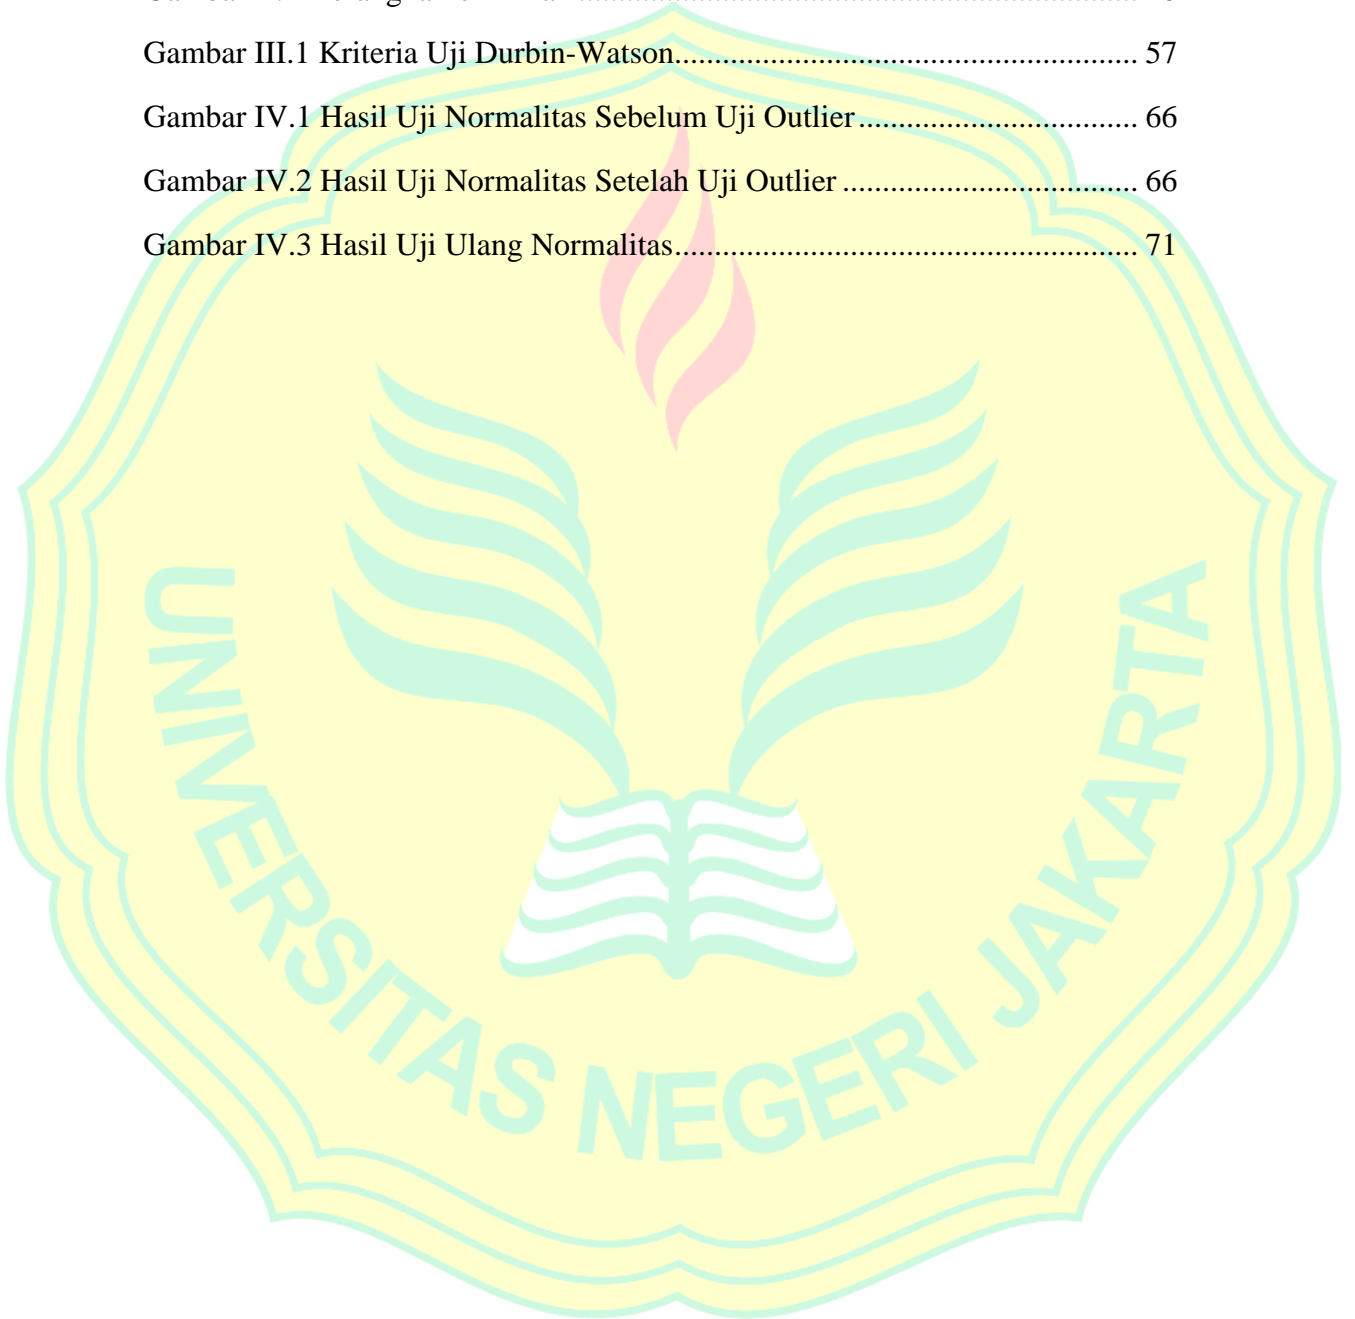 Gambar III.1 Kriteria Uji Durbin-Watson........................................................ 57
Gambar IV.1 Hasil Uji Normalitas Sebelum Uji Outlier.................................. 66
Gambar IV.2 Hasil Uji Normalitas Setelah Uji Outlier .................................... 66
Gambar IV.3 Hasil Uji Ulang Normalitas........................................................ 71
UNIVERSITAS NEGERI JAKARTA